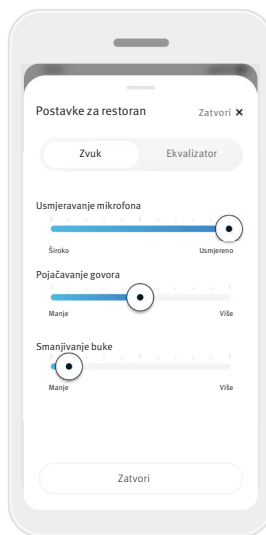 Postavke za restoran
Zatvori ×
Zvuk Ekvalizator
Usmjeravanje mikrofona
Široko Usmjereno
Pojačavanje govora
Manje Više
Smanjivanje buke
Manje Više
Zatvori